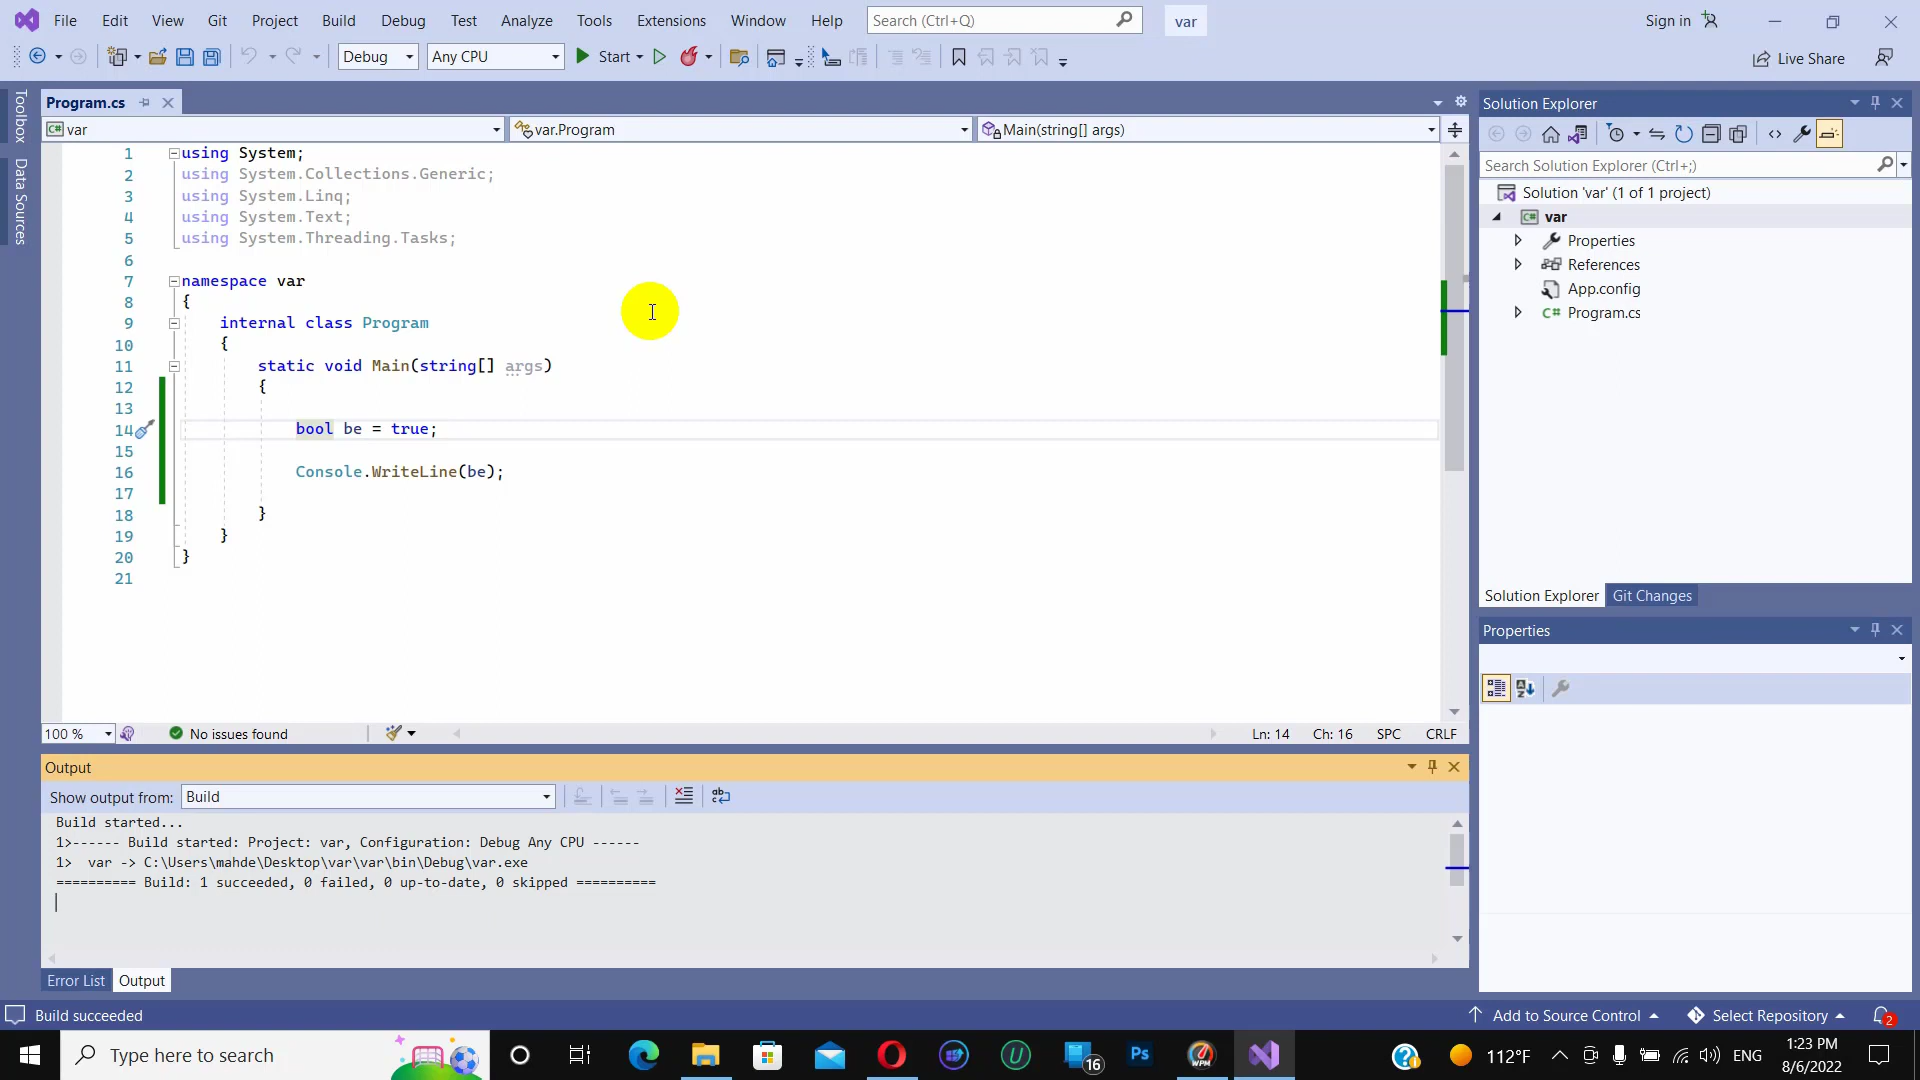 File Edit View Git Project Build Debug Test Analyze Tools Extensions Window Help Search (Ctrl+Q) var Sign in
Debug Any CPU Start Live Share
Toolbox
Data Sources
Program.cs
var var.Program Main(string[] args)
1 using System;
2 using System.Collections.Generic;
3 using System.Linq;
4 using System.Text;
5 using System.Threading.Tasks;
6
7 namespace var
8 {
9 internal class Program
10 {
11 static void Main(string[] args)
12 {
13
14 bool be = true;
15
16 Console.WriteLine(be);
17
18 }
19 }
20 }
21
100 % No issues found Ln: 14 Ch: 16 SPC CRLF
Output
Show output from: Build
Build started...
1>------ Build started: Project: var, Configuration: Debug Any CPU ------
1> var -> C:\Users\mahde\Desktop\var\var\bin\Debug\var.exe
========== Build: 1 succeeded, 0 failed, 0 up-to-date, 0 skipped ==========
Error List Output
Solution Explorer
Search Solution Explorer (Ctrl+;)
Solution 'var' (1 of 1 project)
C# var
Properties
References
App.config
C# Program.cs
Solution Explorer Git Changes
Properties
Build succeeded Add to Source Control Select Repository 2
Type here to search 16 Ps WPM 112°F ENG 1:23 PM
8/6/2022